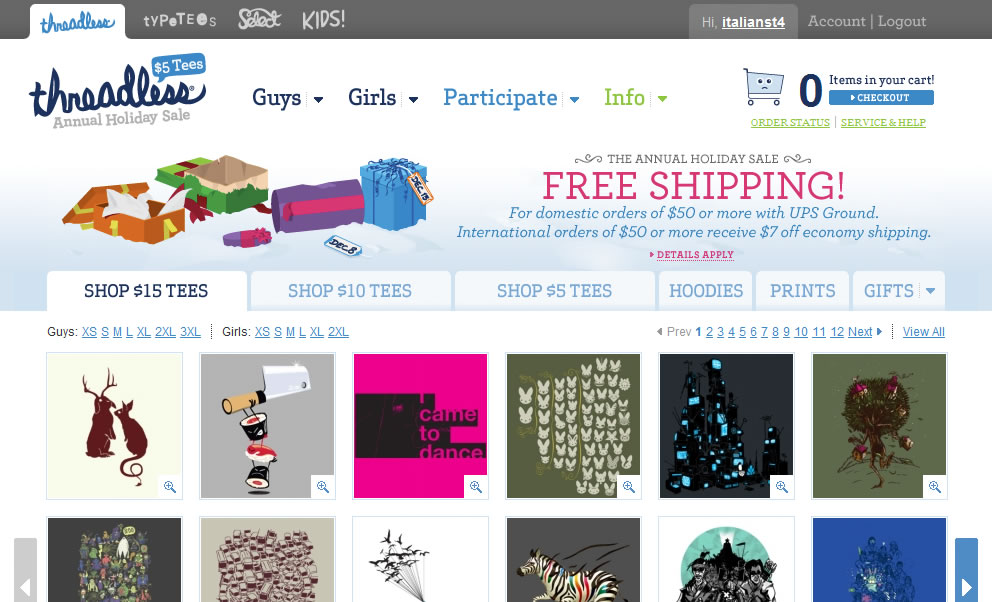 threadless
TYPETEES
Select
KIDS!
Hi, italianst4
Account | Logout
$5 Tees
threadless
Annual Holiday Sale
Guys
Girls
Participate
Info
0
Items in your cart!
CHECKOUT
ORDER STATUS | SERVICE & HELP
DEC. 15
DEC. 8
THE ANNUAL HOLIDAY SALE
FREE SHIPPING!
For domestic orders of $50 or more with UPS Ground.
International orders of $50 or more receive $7 off economy shipping.
DETAILS APPLY
SHOP $15 TEES
SHOP $10 TEES
SHOP $5 TEES
HOODIES
PRINTS
GIFTS
Guys: XS S M L XL 2XL 3XL
Girls: XS S M L XL 2XL
Prev 1 2 3 4 5 6 7 8 9 10 11 12 Next
View All
I
came
to
dance